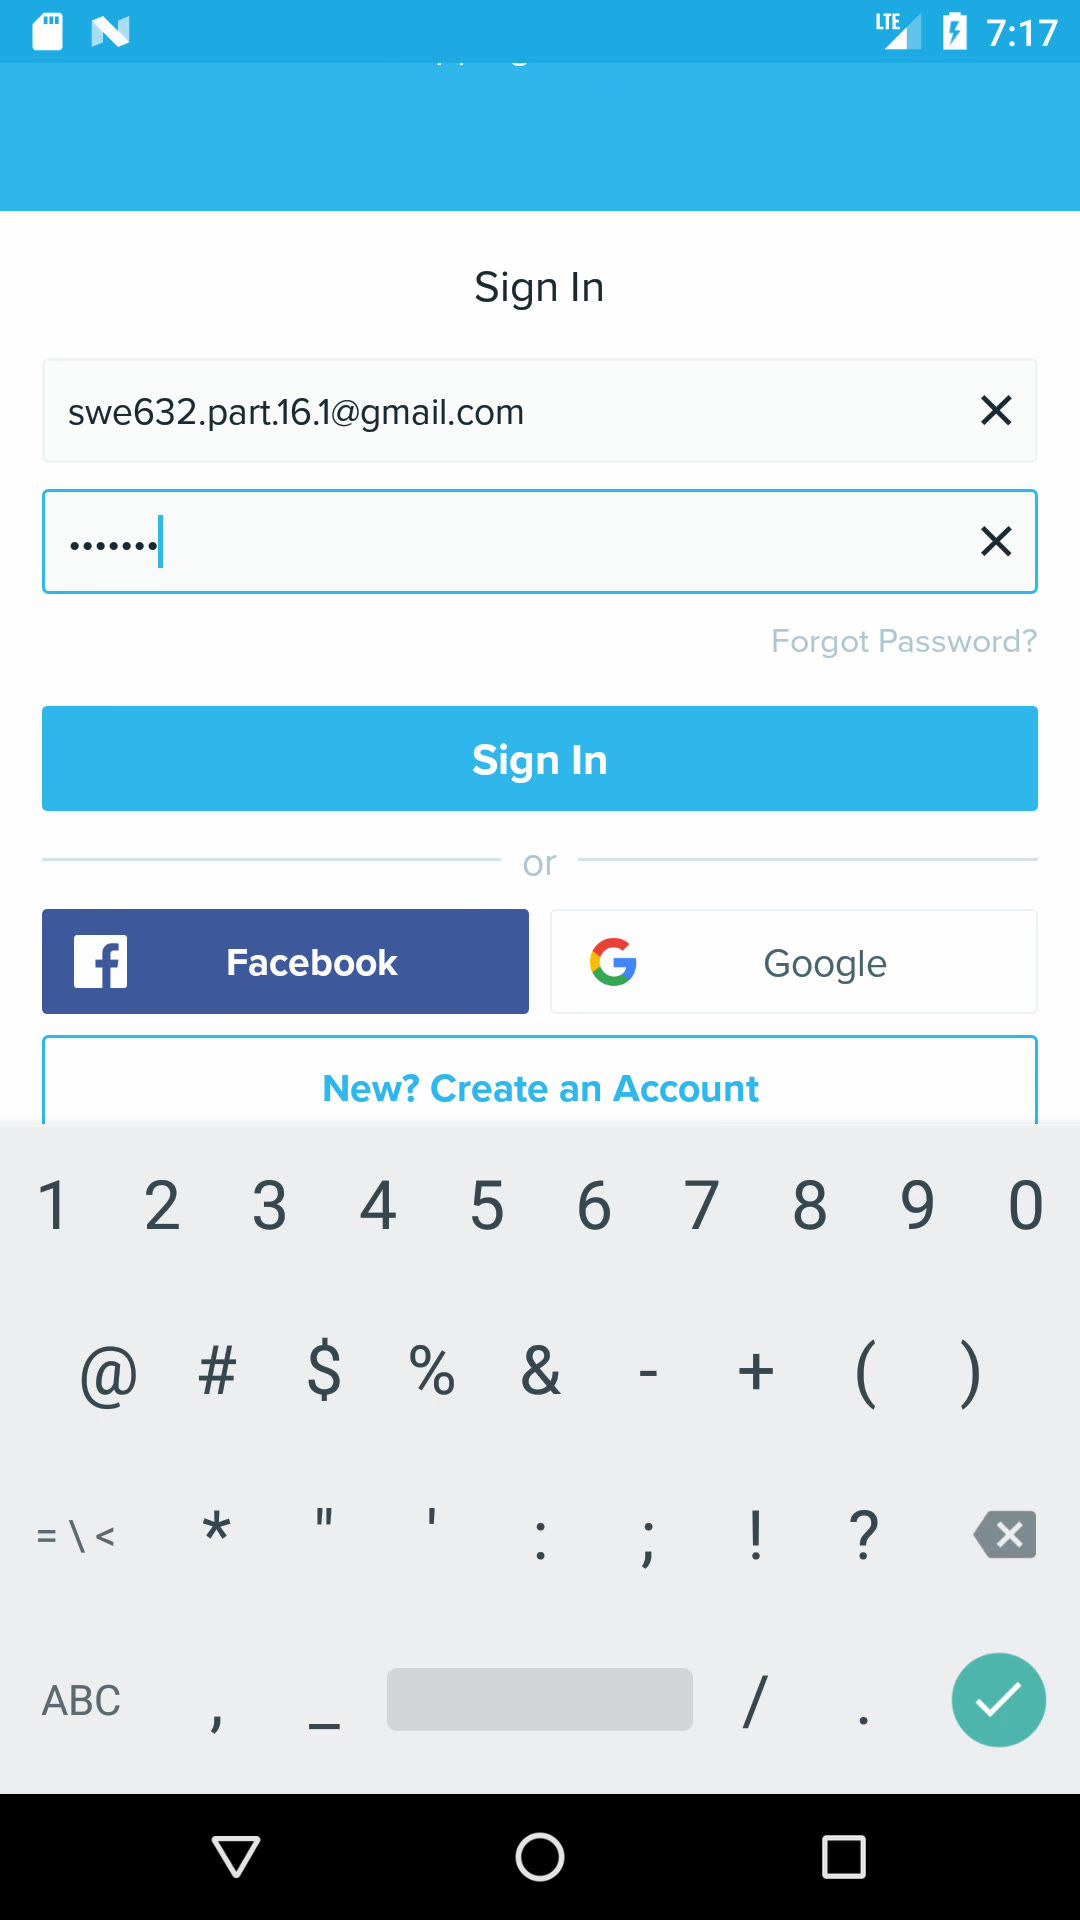 LTE 7:17
Sign In
swe632.part.16.1@gmail.com
•••••••
Forgot Password?
Sign In
or
Facebook Google
New? Create an Account
1 2 3 4 5 6 7 8 9 0
@ # $ % & - + ( )
= \ < * " ' : ; ! ?
ABC , _ / .